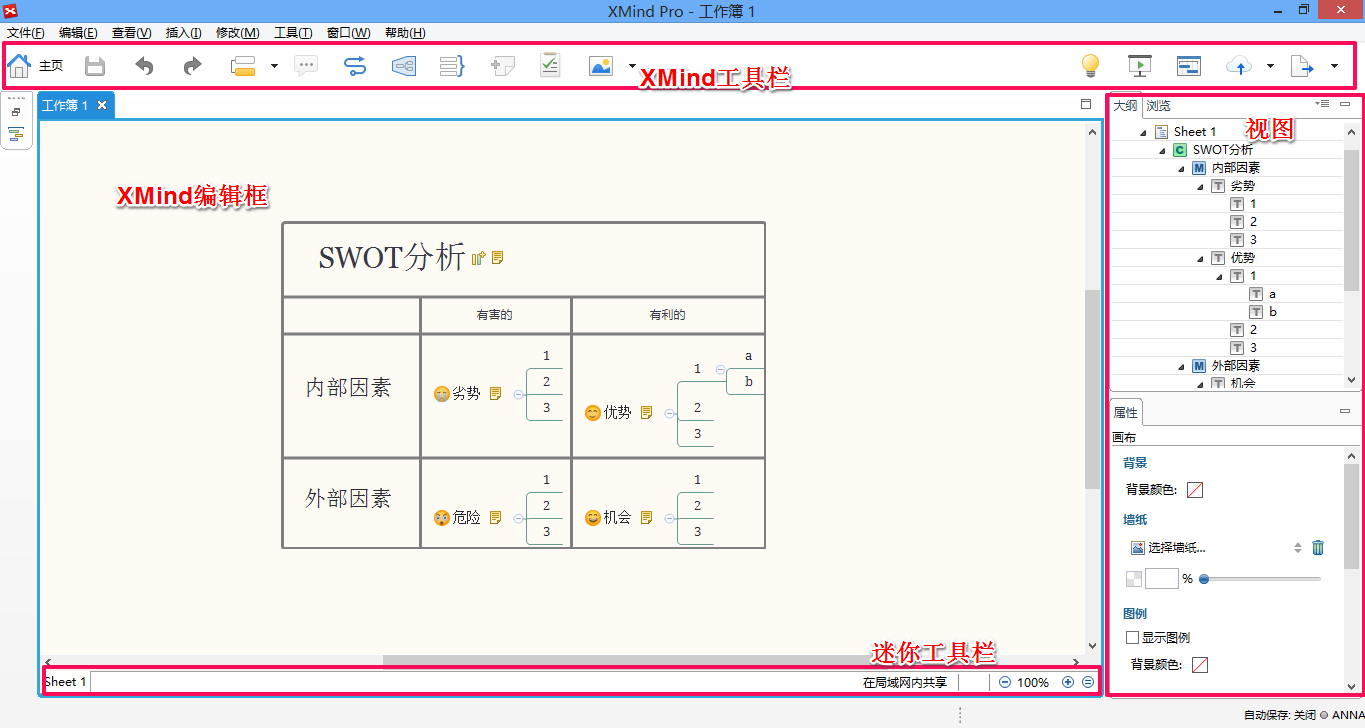 XMind Pro - 工作簿 1
文件(F) 编辑(E) 查看(V) 插入(I) 修改(M) 工具(T) 窗口(W) 帮助(H)
主页
XMind工具栏
工作簿 1
大纲 浏览
视图
Sheet 1
SWOT分析
内部因素
劣势
1
2
3
优势
1
a
b
2
3
外部因素
机会
XMind编辑框
SWOT分析
有害的 有利的
内部因素
劣势
1
2
3
优势
1
a
b
2
3
外部因素
危险
1
2
3
机会
1
2
3
属性
画布
背景
背景颜色:
墙纸
选择墙纸...
%
图例
显示图例
背景颜色:
迷你工具栏
Sheet 1 在局域网内共享 100%
自动保存: 关闭 ANNA